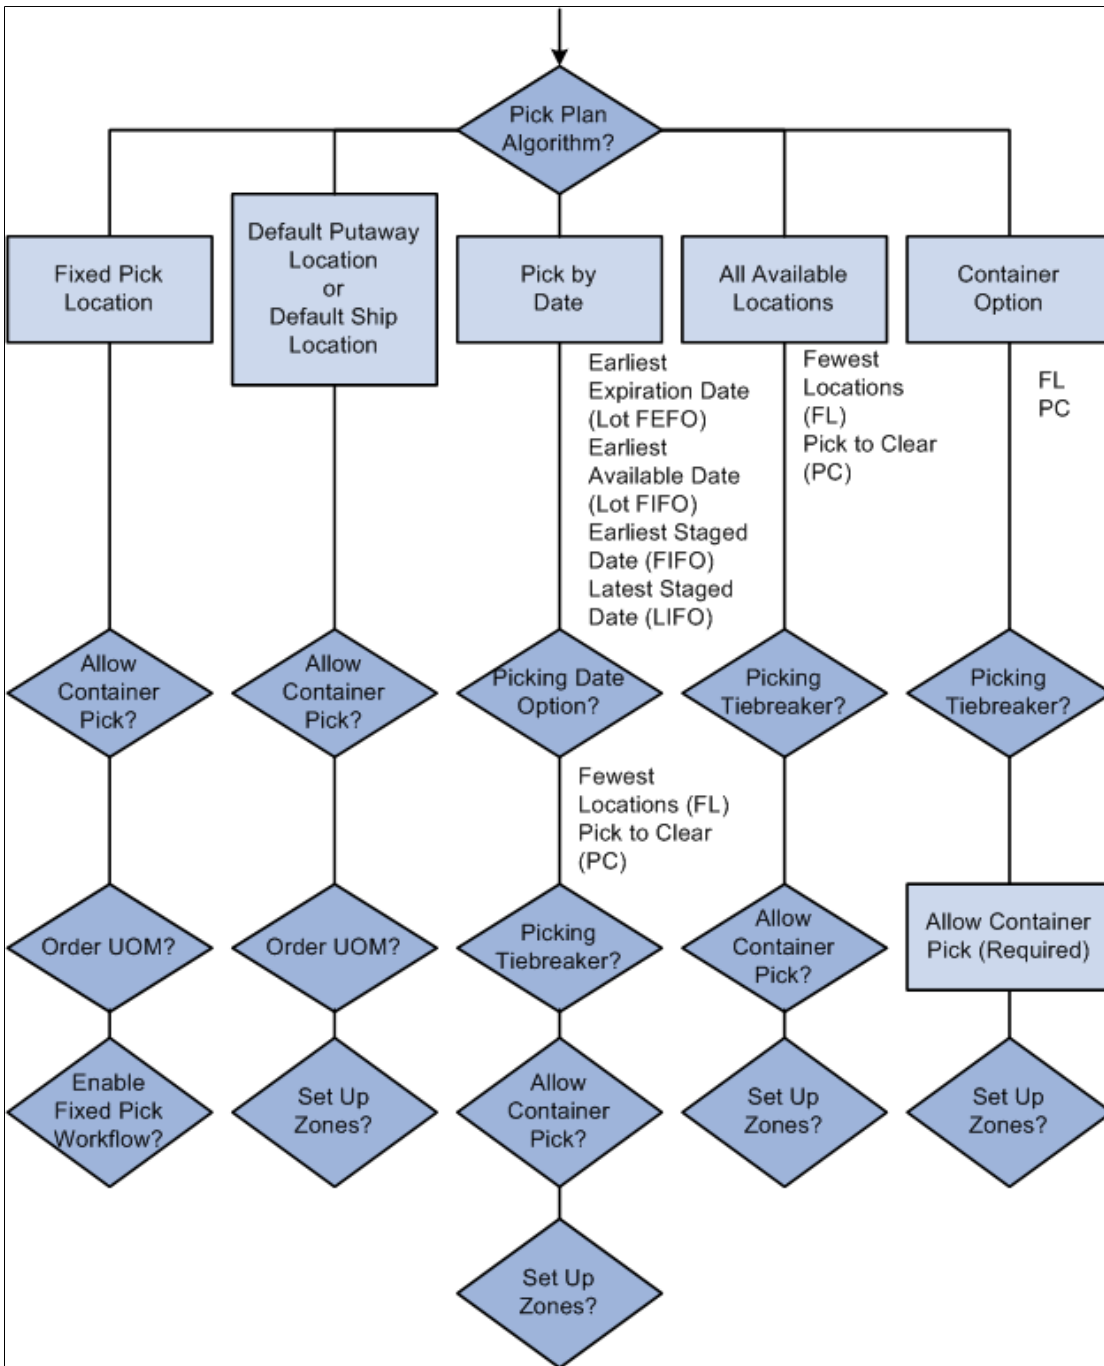 Pick Plan
Algorithm?
Fixed Pick
Location
Default Putaway
Location
or
Default Ship
Location
Pick by
Date
All Available
Locations
Container
Option
Earliest
Expiration Date
(Lot FEFO)
Earliest
Available Date
(Lot FIFO)
Earliest Staged
Date (FIFO)
Latest Staged
Date (LIFO)
Fewest
Locations
(FL)
Pick to Clear
(PC)
FL
PC
Allow
Container
Pick?
Allow
Container
Pick?
Picking Date
Option?
Picking
Tiebreaker?
Picking
Tiebreaker?
Fewest
Locations (FL)
Pick to Clear
(PC)
Order UOM?
Order UOM?
Picking
Tiebreaker?
Allow
Container
Pick?
Allow Container
Pick (Required)
Enable
Fixed Pick
Workflow?
Set Up
Zones?
Allow
Container
Pick?
Set Up
Zones?
Set Up
Zones?
Set Up
Zones?